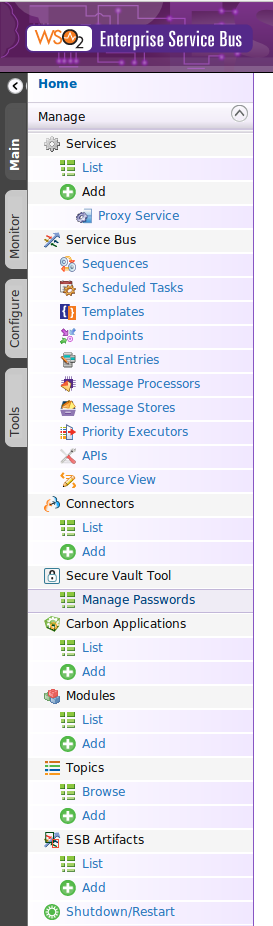 WSO2 Enterprise Service Bus
Home
Manage
Main
Monitor
Configure
Tools
Services
List
Add
Proxy Service
Service Bus
Sequences
Scheduled Tasks
Templates
Endpoints
Local Entries
Message Processors
Message Stores
Priority Executors
APIs
Source View
Connectors
List
Add
Secure Vault Tool
Manage Passwords
Carbon Applications
List
Add
Modules
List
Add
Topics
Browse
Add
ESB Artifacts
List
Add
Shutdown/Restart